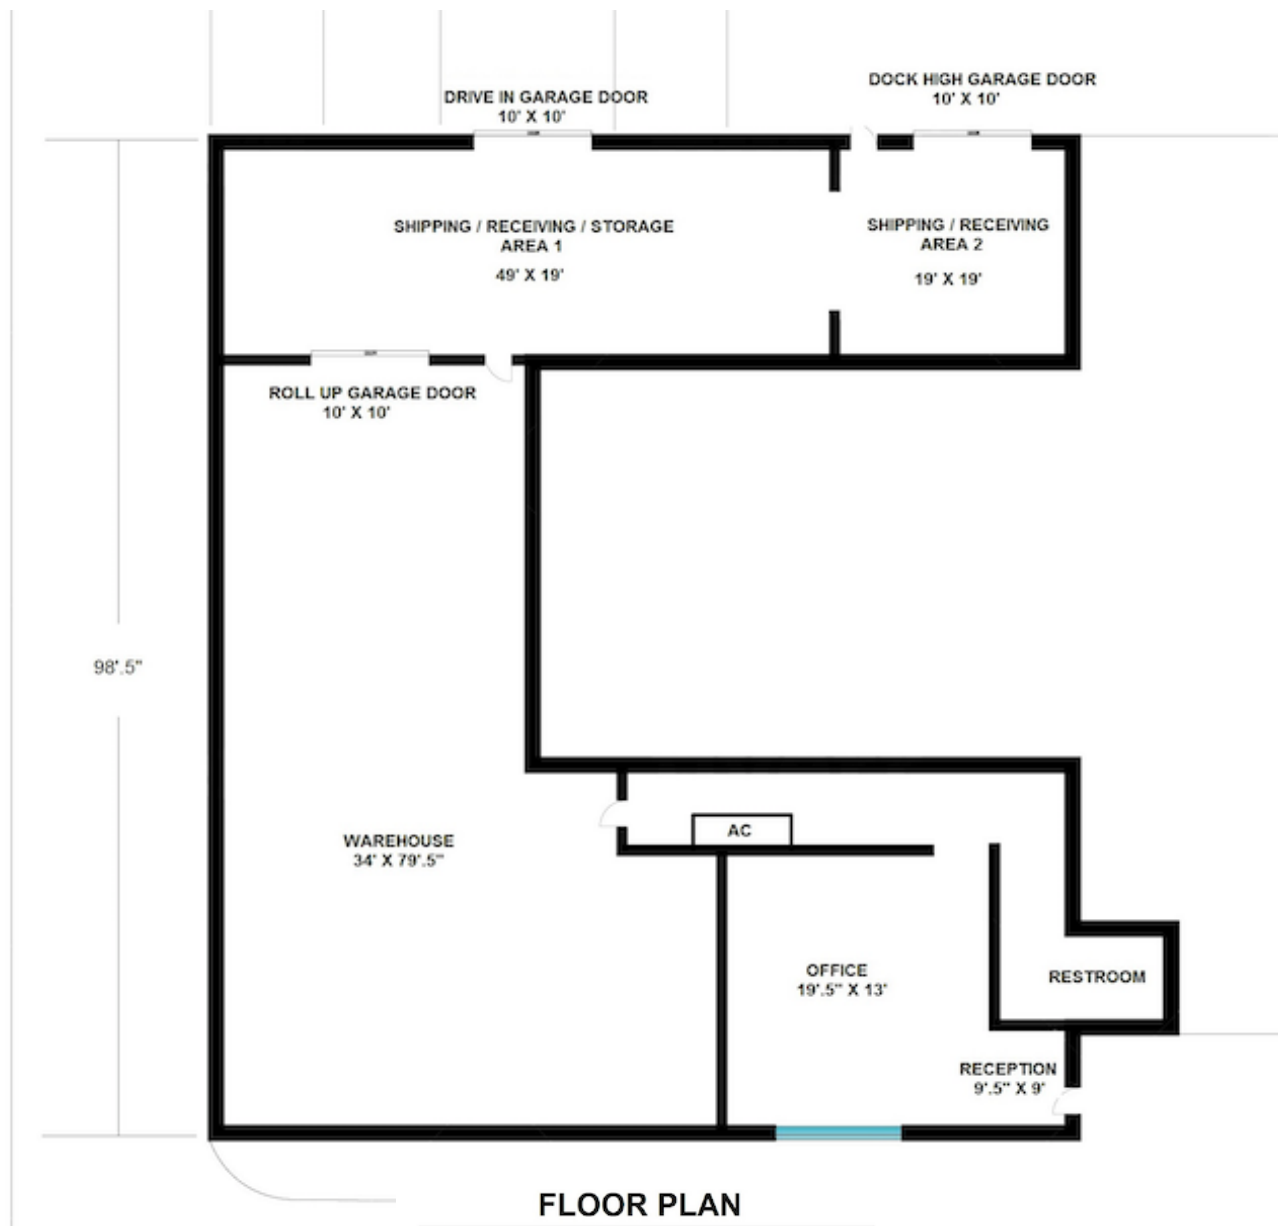 DOCK HIGH GARAGE DOOR
10' X 10'
DRIVE IN GARAGE DOOR
10' X 10'
SHIPPING / RECEIVING / STORAGE
AREA 1
49' X 19'
SHIPPING / RECEIVING
AREA 2
19' X 19'
ROLL UP GARAGE DOOR
10' X 10'
98'.5"
WAREHOUSE
34' X 79'.5"
AC
OFFICE
19'.5" X 13'
RESTROOM
RECEPTION
9'.5" X 9'
FLOOR PLAN